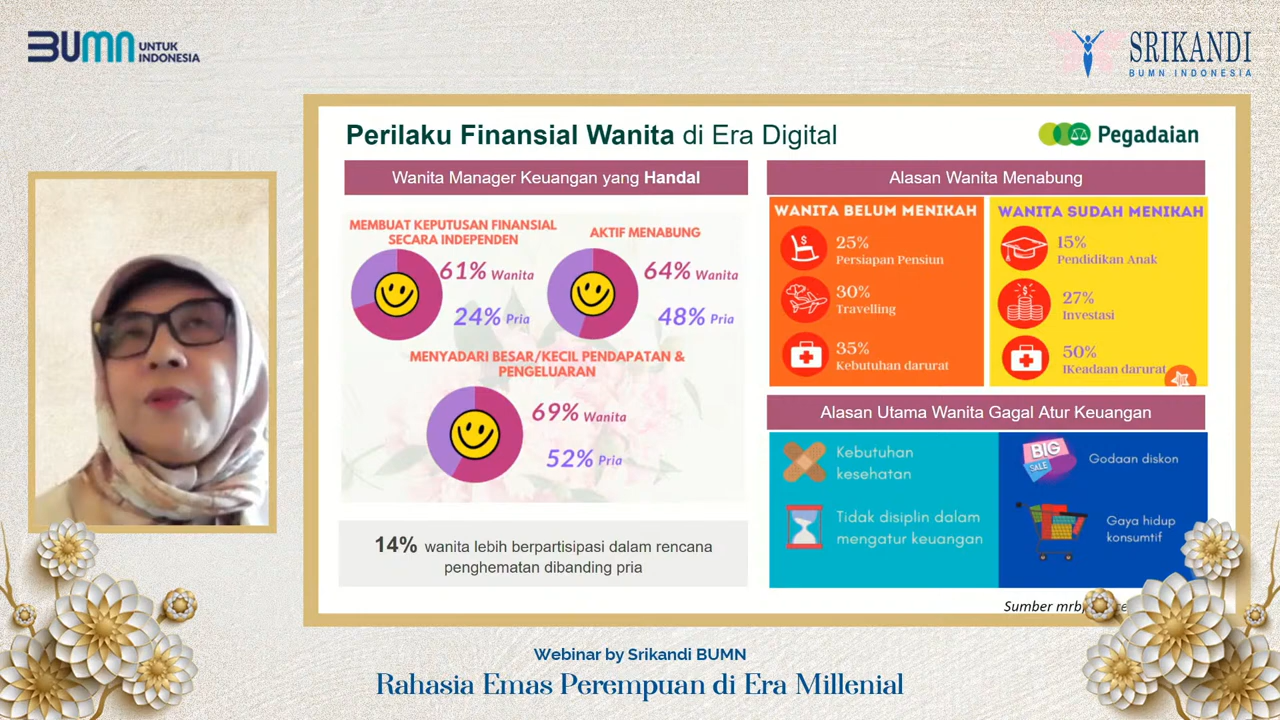 BUMN UNTUK
INDONESIA
SRIKANDI
BUMN INDONESIA
Perilaku Finansial Wanita di Era Digital
Pegadaian
Wanita Manager Keuangan yang Handal
MEMBUAT KEPUTUSAN FINANSIAL
SECARA INDEPENDEN
61% Wanita
24% Pria
AKTIF MENABUNG
64% Wanita
48% Pria
MENYADARI BESAR/KECIL PENDAPATAN &
PENGELUARAN
69% Wanita
52% Pria
14% wanita lebih berpartisipasi dalam rencana
penghematan dibanding pria
Alasan Wanita Menabung
WANITA BELUM MENIKAH
25%
Persiapan Pensiun
30%
Travelling
35%
Kebutuhan darurat
WANITA SUDAH MENIKAH
15%
Pendidikan Anak
27%
Investasi
50%
IKeadaan darurat
Alasan Utama Wanita Gagal Atur Keuangan
Kebutuhan
kesehatan
Tidak disiplin dalam
mengatur keuangan
BIG
SALE
Godaan diskon
Gaya hidup
konsumtif
Sumber
Webinar by Srikandi BUMN
Rahasia Emas Perempuan di Era Millenial